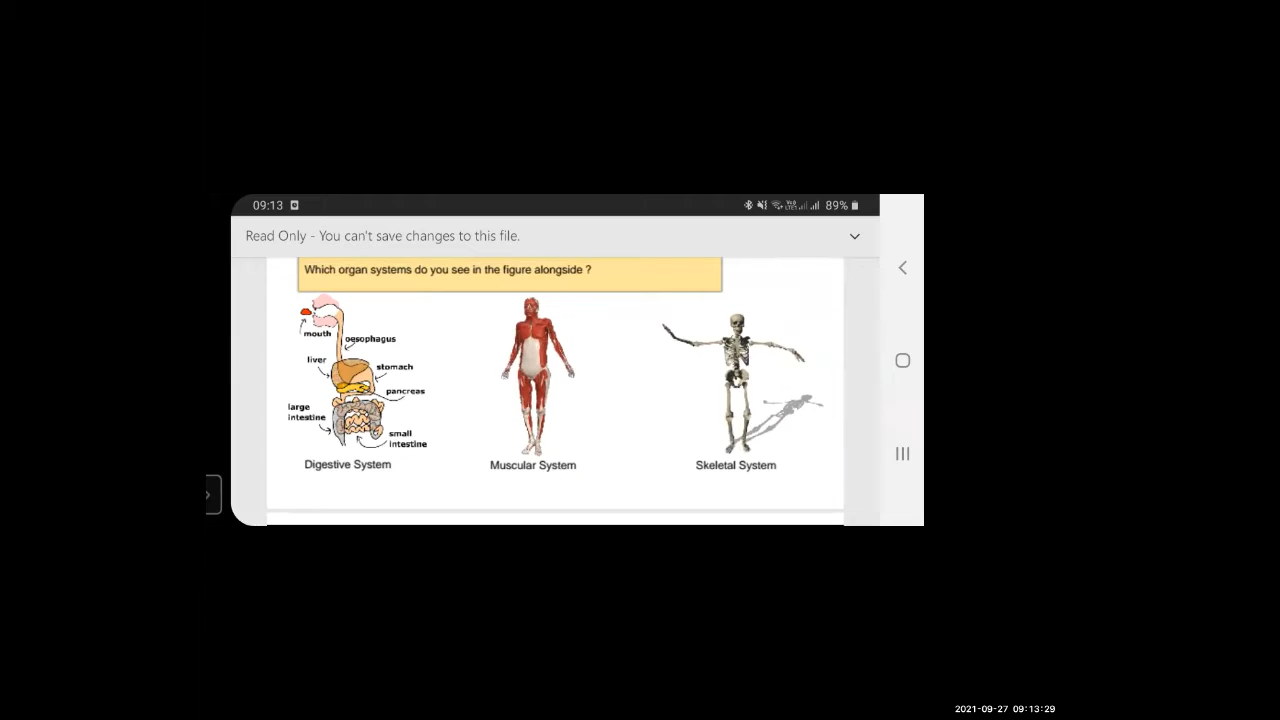 09:13
89%
Read Only - You can't save changes to this file.
Which organ systems do you see in the figure alongside ?
mouth
oesophagus
liver
stomach
pancreas
large
intestine
small
intestine
Digestive System
Muscular System
Skeletal System
2021-09-27 09:13:29